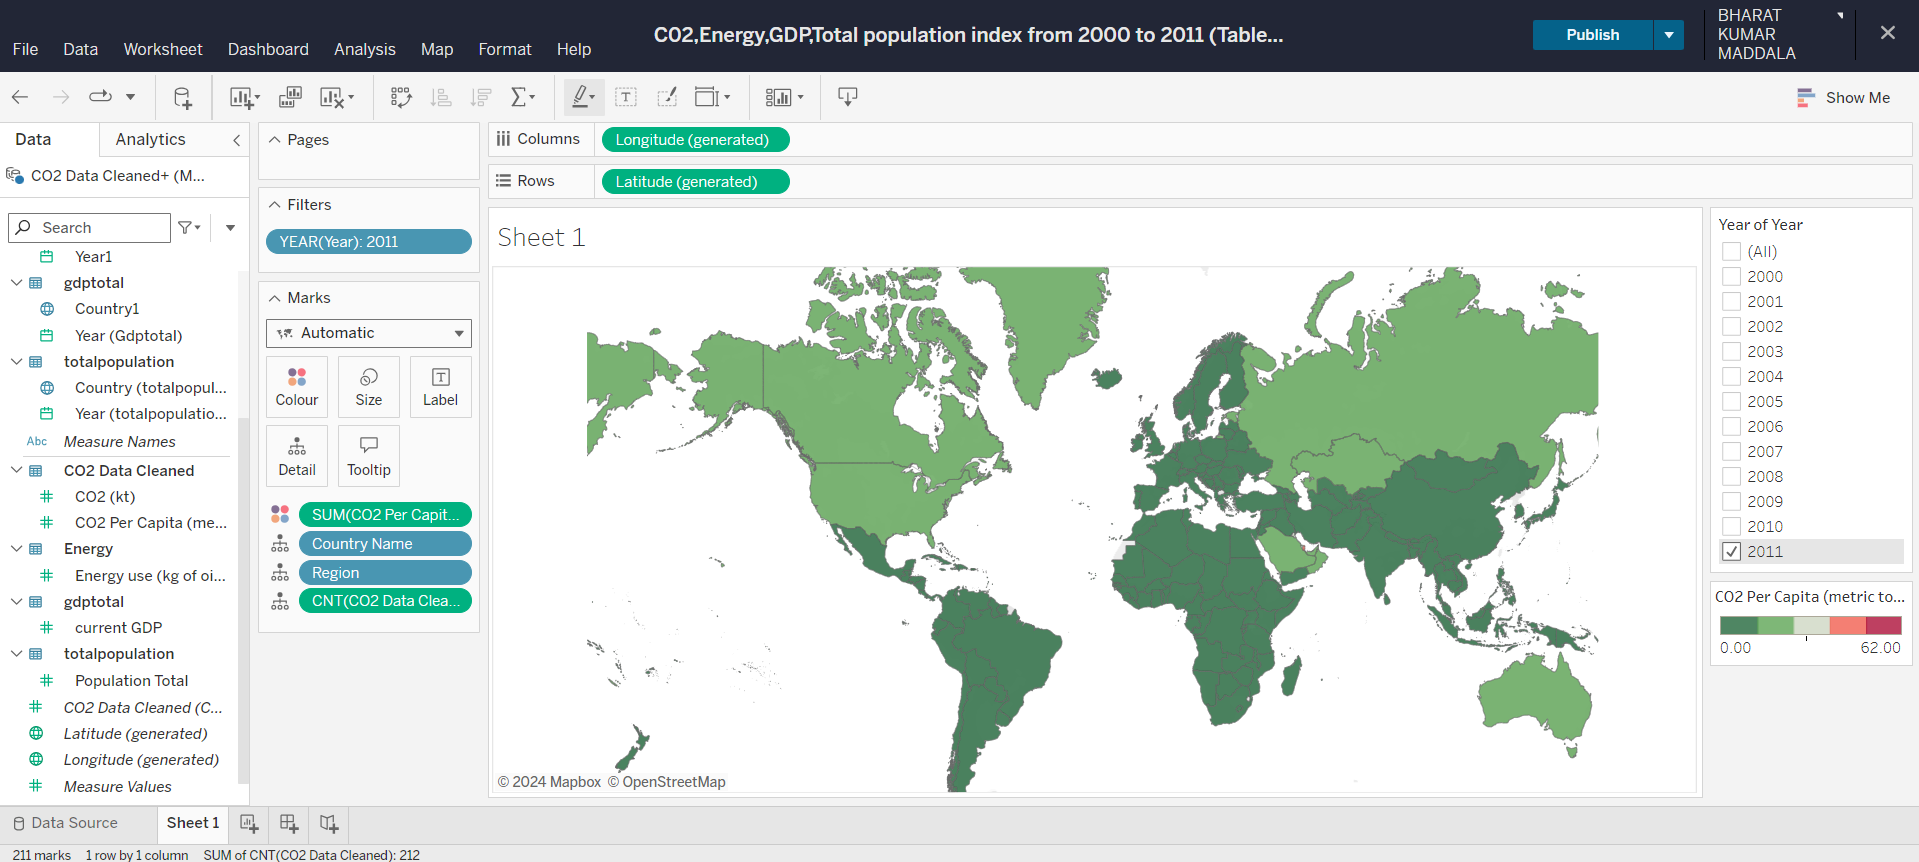 CO2,Energy,GDP,Total population index from 2000 to 2011 (Table...
File Data Worksheet Dashboard Analysis Map Format Help
Publish
BHARAT
KUMAR
MADDALA
Show Me
Data Analytics
CO2 Data Cleaned+ (M...
Search
Year1
gdptotal
Country1
Year (Gdptotal)
totalpopulation
Country (totalpopul...
Year (totalpopulatio...
Abc Measure Names
CO2 Data Cleaned
CO2 (kt)
CO2 Per Capita (me...
Energy
Energy use (kg of oi...
gdptotal
current GDP
totalpopulation
Population Total
CO2 Data Cleaned (C...
Latitude (generated)
Longitude (generated)
Measure Values
Pages
Filters
YEAR(Year): 2011
Marks
Automatic
Colour Size Label
Detail Tooltip
SUM(CO2 Per Capit...
Country Name
Region
CNT(CO2 Data Clea...
Columns Longitude (generated)
Rows Latitude (generated)
Sheet 1
© 2024 Mapbox © OpenStreetMap
Year of Year
(All)
2000
2001
2002
2003
2004
2005
2006
2007
2008
2009
2010
2011
CO2 Per Capita (metric to...
0.00 62.00
Data Source Sheet 1
211 marks 1 row by 1 column SUM of CNT(CO2 Data Cleaned): 212